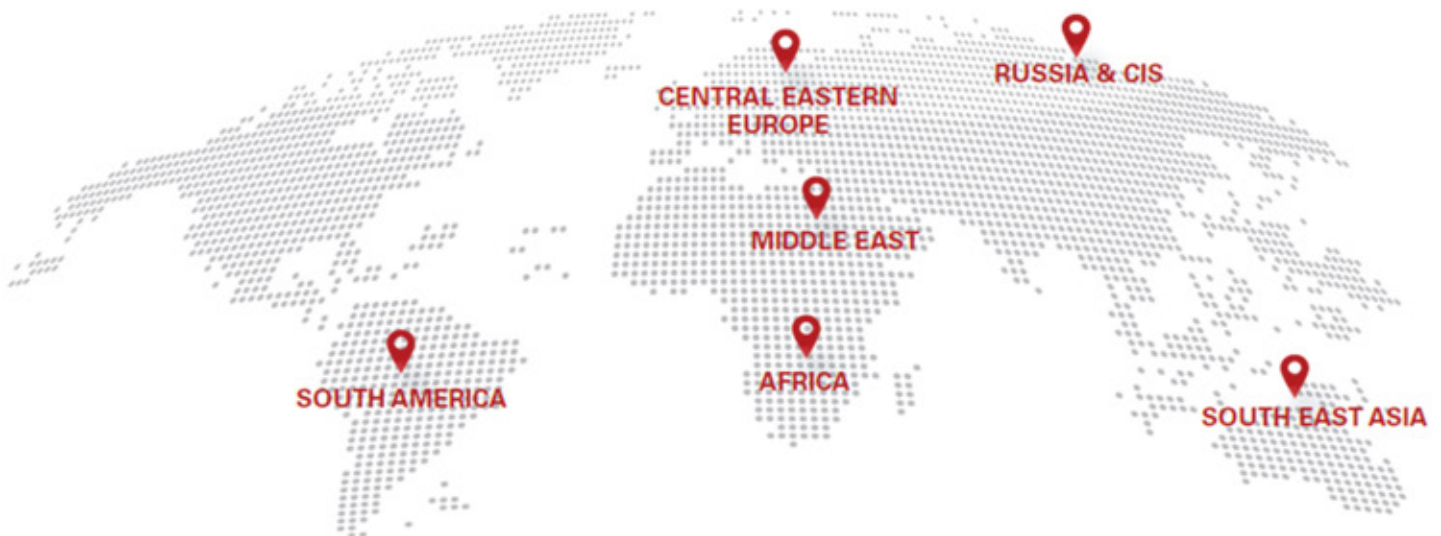 RUSSIA & CIS
CENTRAL EASTERN
EUROPE
MIDDLE EAST
AFRICA
SOUTH AMERICA
SOUTH EAST ASIA